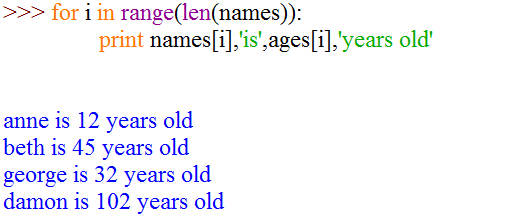 >>> for i in range(len(names)):
print names[i],'is',ages[i],'years old'
anne is 12 years old
beth is 45 years old
george is 32 years old
damon is 102 years old